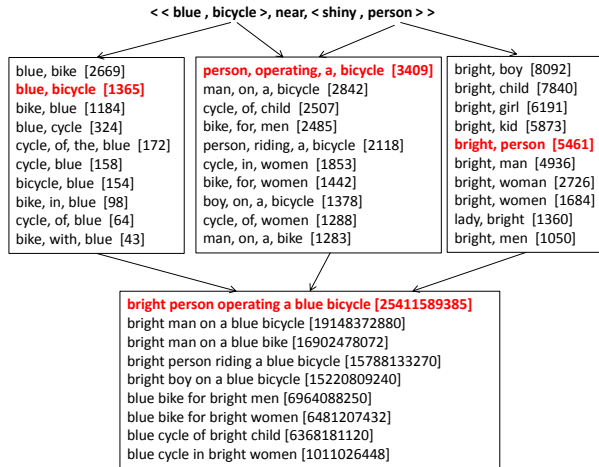 < < blue , bicycle >, near, < shiny , person > >
blue, bike [2669]
blue, bicycle [1365]
bike, blue [1184]
blue, cycle [324]
cycle, of, the, blue [172]
cycle, blue [158]
bicycle, blue [154]
bike, in, blue [98]
cycle, of, blue [64]
bike, with, blue [43]
person, operating, a, bicycle [3409]
man, on, a, bicycle [2842]
cycle, of, child [2507]
bike, for, men [2485]
person, riding, a, bicycle [2118]
cycle, in, women [1853]
bike, for, women [1442]
boy, on, a, bicycle [1378]
cycle, of, women [1288]
man, on, a, bike [1283]
bright, boy [8092]
bright, child [7840]
bright, girl [6191]
bright, kid [5873]
bright, person [5461]
bright, man [4936]
bright, woman [2726]
bright, women [1684]
lady, bright [1360]
bright, men [1050]
bright person operating a blue bicycle [25411589385]
bright man on a blue bicycle [19148372880]
bright man on a blue bike [16902478072]
bright person riding a blue bicycle [15788133270]
bright boy on a blue bicycle [15220809240]
blue bike for bright men [6964088250]
blue bike for bright women [6481207432]
blue cycle of bright child [6368181120]
blue cycle in bright women [1011026448]